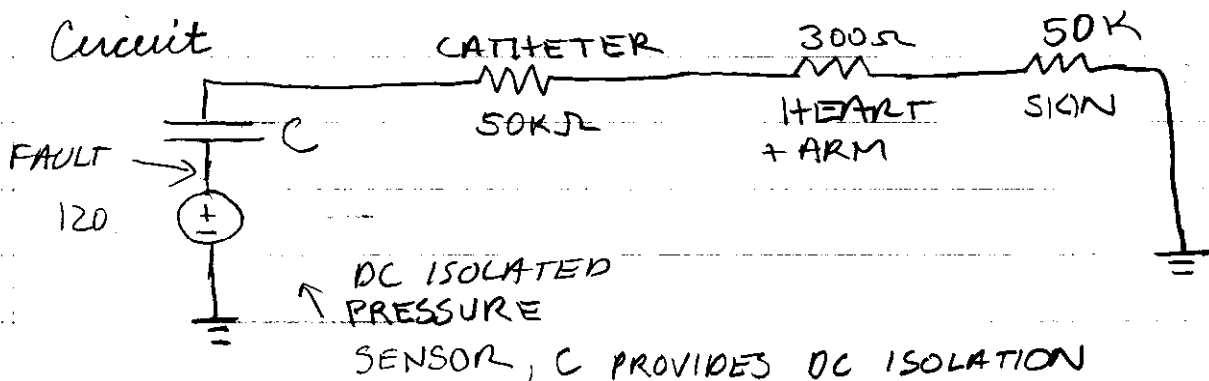 Circuit
CATHETER
300Ω
50K
50KΩ
HEART
+ ARM
SKIN
C
FAULT
120
+
-
DC ISOLATED
PRESSURE
SENSOR, C PROVIDES DC ISOLATION